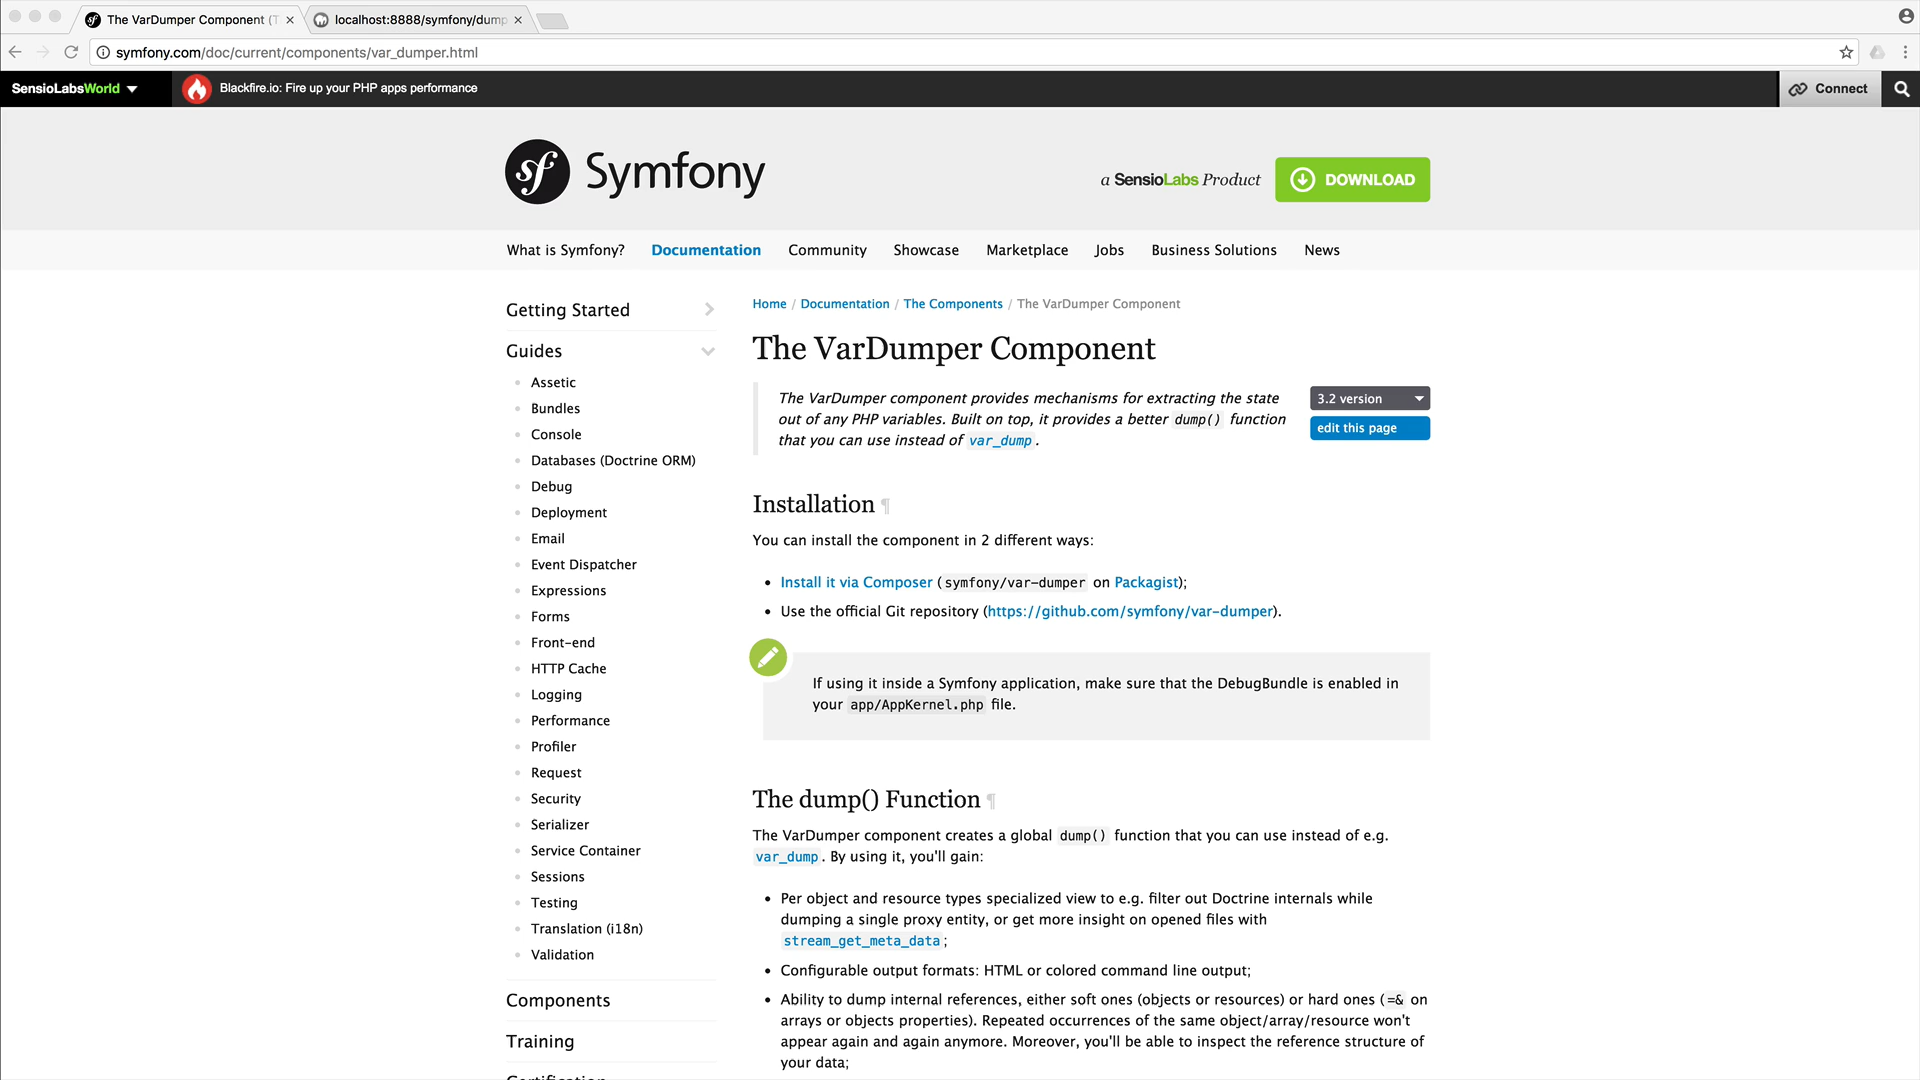 The VarDumper Component (T
localhost:8888/symfony/dump
symfony.com/doc/current/components/var_dumper.html
SensioLabsWorld
Blackfire.io: Fire up your PHP apps performance
Connect
sf Symfony
a SensioLabs Product
DOWNLOAD
What is Symfony? Documentation Community Showcase Marketplace Jobs Business Solutions News
Getting Started
Guides
Assetic
Bundles
Console
Databases (Doctrine ORM)
Debug
Deployment
Email
Event Dispatcher
Expressions
Forms
Front-end
HTTP Cache
Logging
Performance
Profiler
Request
Security
Serializer
Service Container
Sessions
Testing
Translation (i18n)
Validation
Components
Training
Home / Documentation / The Components / The VarDumper Component
The VarDumper Component
The VarDumper component provides mechanisms for extracting the state
out of any PHP variables. Built on top, it provides a better dump() function
that you can use instead of var_dump.
3.2 version
edit this page
Installation ¶
You can install the component in 2 different ways:
• Install it via Composer (symfony/var-dumper on Packagist);
• Use the official Git repository (https://github.com/symfony/var-dumper).
If using it inside a Symfony application, make sure that the DebugBundle is enabled in
your app/AppKernel.php file.
The dump() Function ¶
The VarDumper component creates a global dump() function that you can use instead of e.g.
var_dump. By using it, you'll gain:
• Per object and resource types specialized view to e.g. filter out Doctrine internals while
dumping a single proxy entity, or get more insight on opened files with
stream_get_meta_data;
• Configurable output formats: HTML or colored command line output;
• Ability to dump internal references, either soft ones (objects or resources) or hard ones (=& on
arrays or objects properties). Repeated occurrences of the same object/array/resource won't
appear again and again anymore. Moreover, you'll be able to inspect the reference structure of
your data;